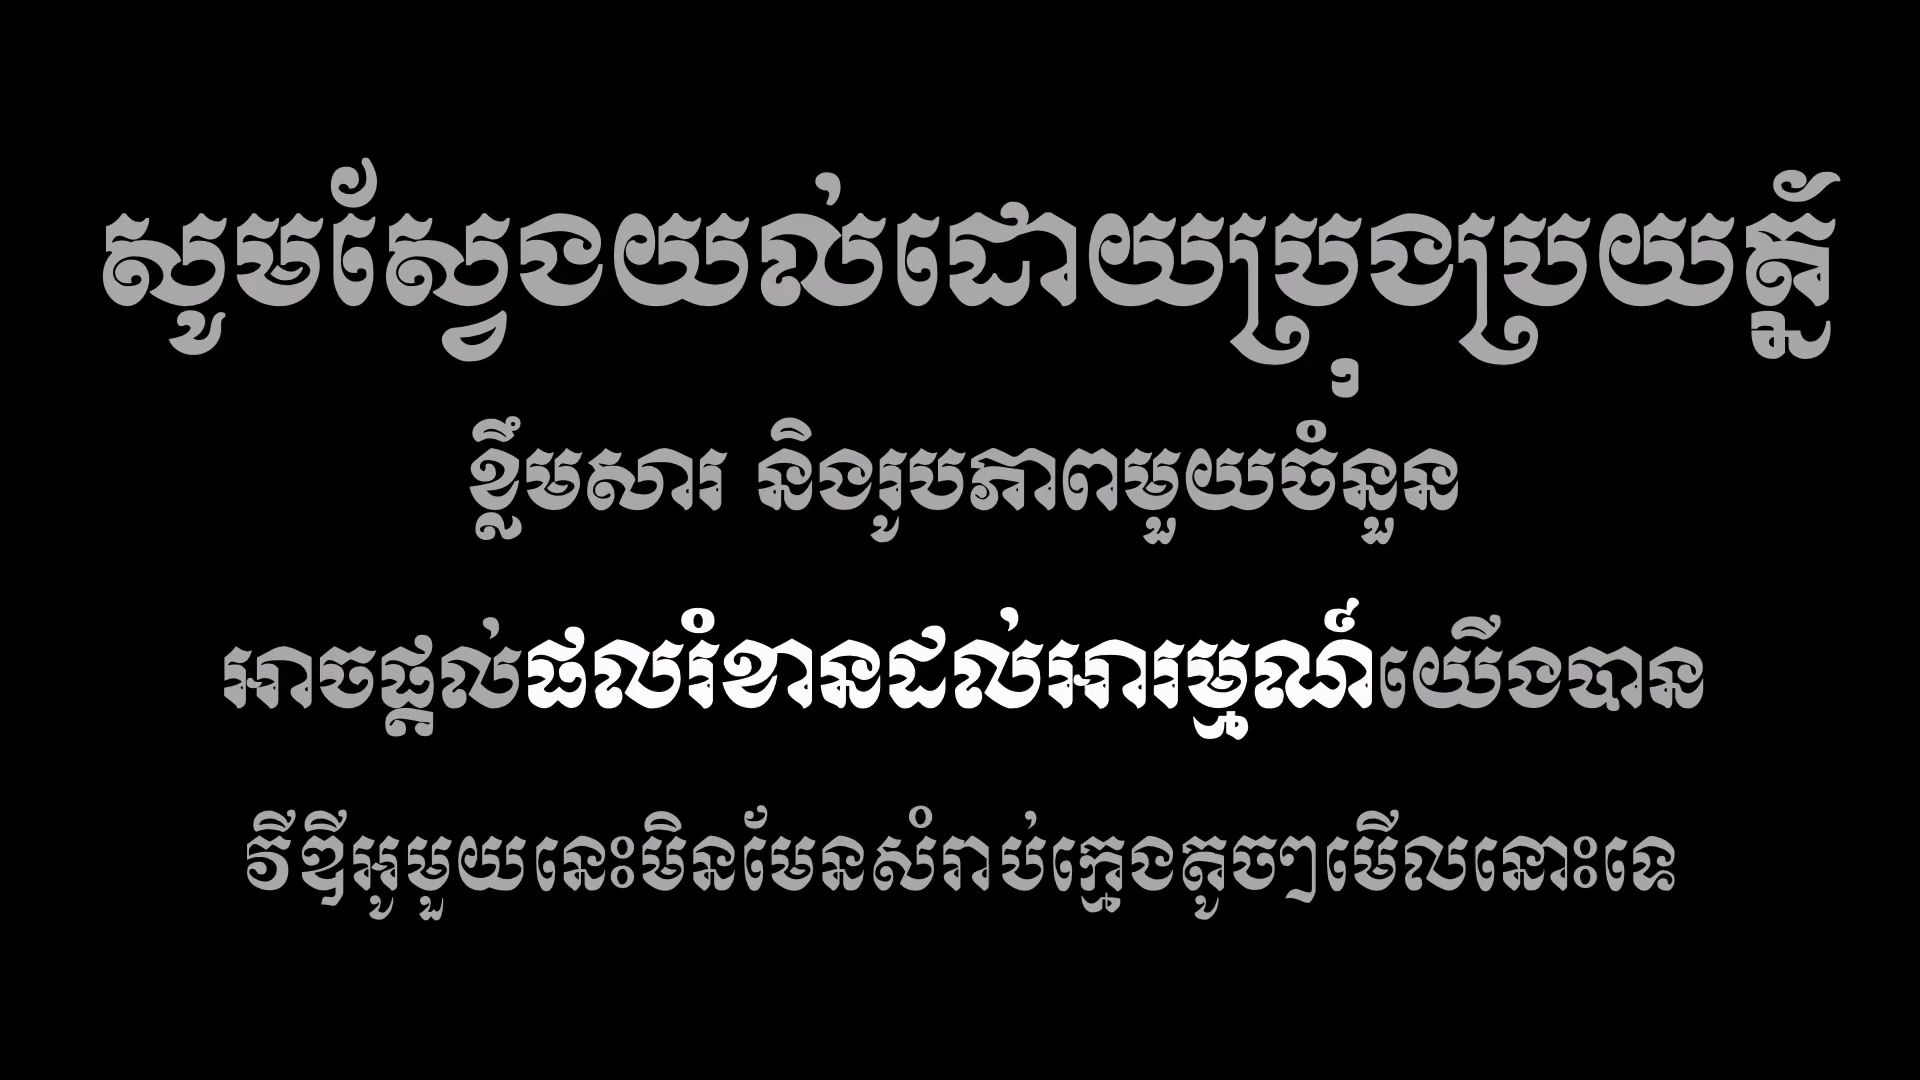 សូមស្វែងយល់ដោយប្រុងប្រយត្ន័
ខ្លឹមសារ និងរូបភាពមួយចំនួន
អាចផ្តល់ផលរំខានដល់អារម្មណ៍យើងបាន
វីឌីអូមួយនេះមិនមែនសំរាប់ក្មេងតូចៗមើលនោះទេ